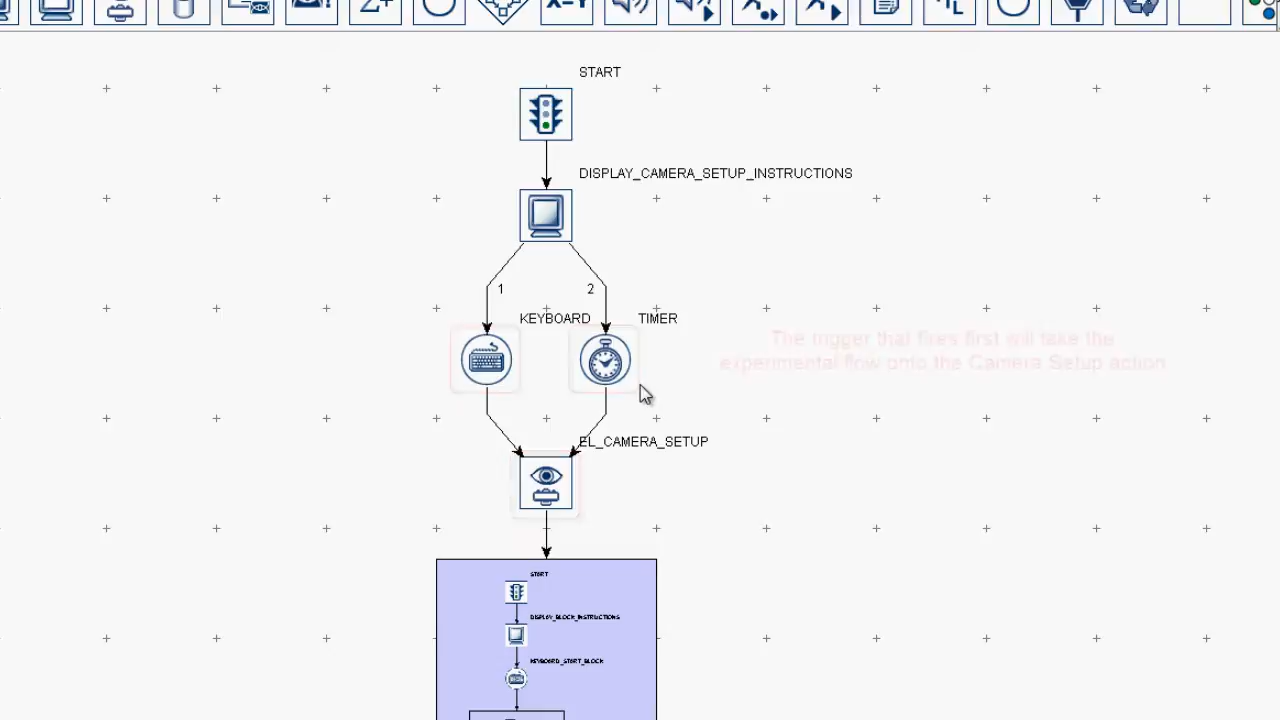 X=Y
START
DISPLAY_CAMERA_SETUP_INSTRUCTIONS
1 2
KEYBOARD TIMER
The trigger that fires first will take the
experimental flow onto the Camera Setup action
EL_CAMERA_SETUP
START
DISPLAY_BLOCK_INSTRUCTIONS
KEYBOARD_START_BLOCK